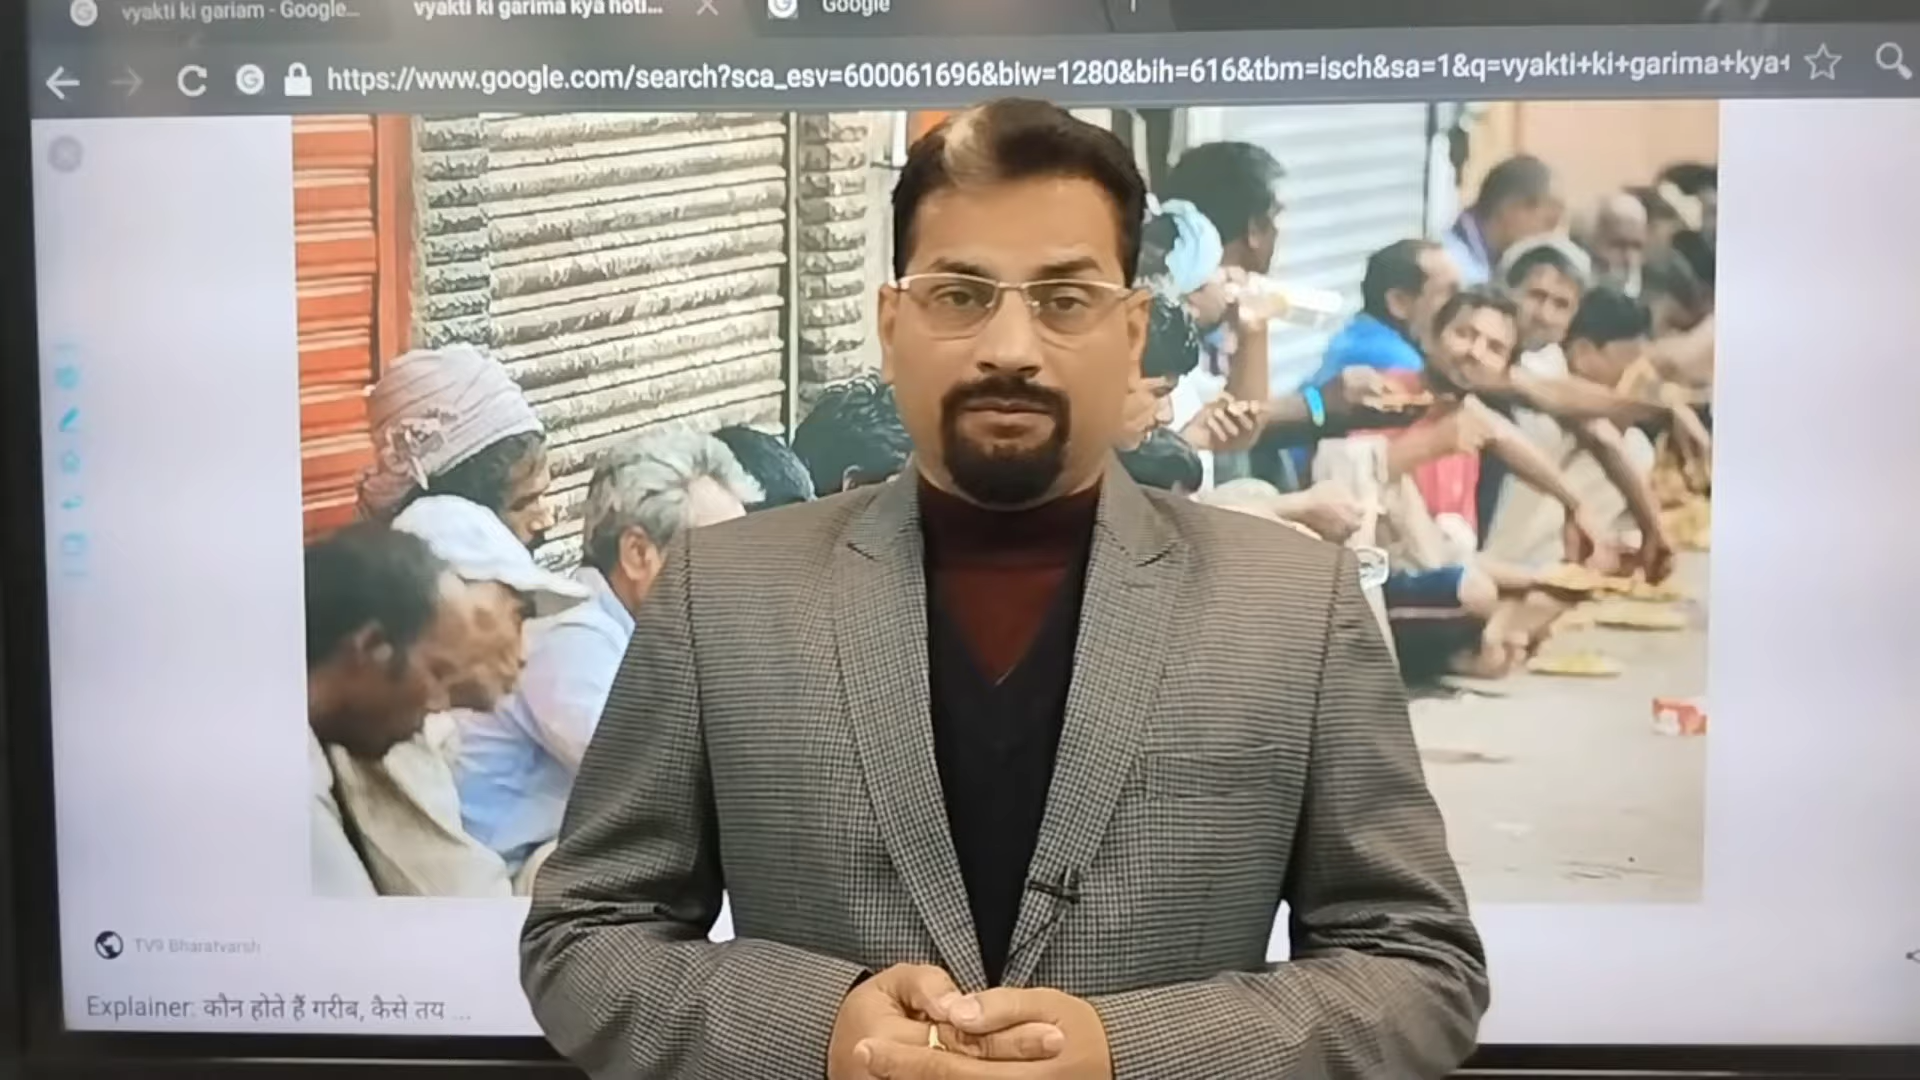 vyakti ki gariam - Google...
vyakti ki garima kya hoti...
Google
https://www.google.com/search?sca_esv=600061696&biw=1280&bih=616&tbm=isch&sa=1&q=vyakti+ki+garima+kya+
TV9 Bharatvarsh
Explainer: कौन होते हैं गरीब, कैसे तय ...